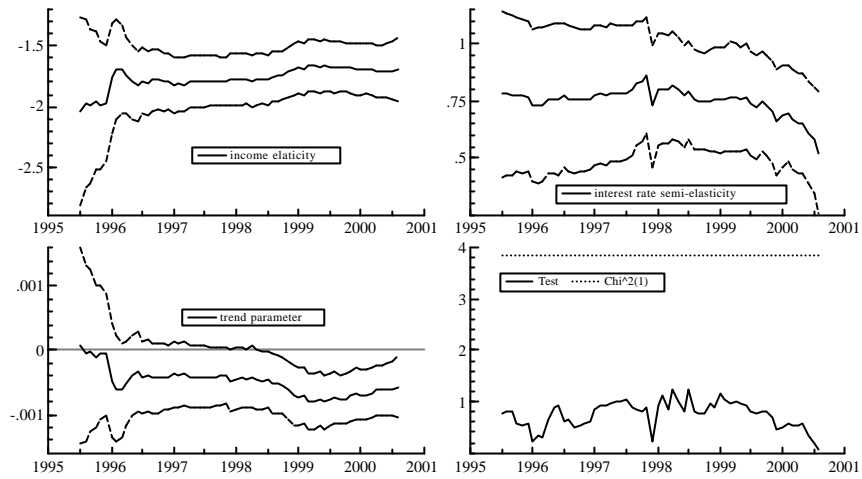 -1.5
-2
-2.5
income elaticity
1995 1996 1997 1998 1999 2000 2001
1
.75
.5
interest rate semi-elasticity
1995 1996 1997 1998 1999 2000 2001
.001
0
-.001
trend parameter
1995 1996 1997 1998 1999 2000 2001
4
3
2
1
Test Chi^2(1)
1995 1996 1997 1998 1999 2000 2001